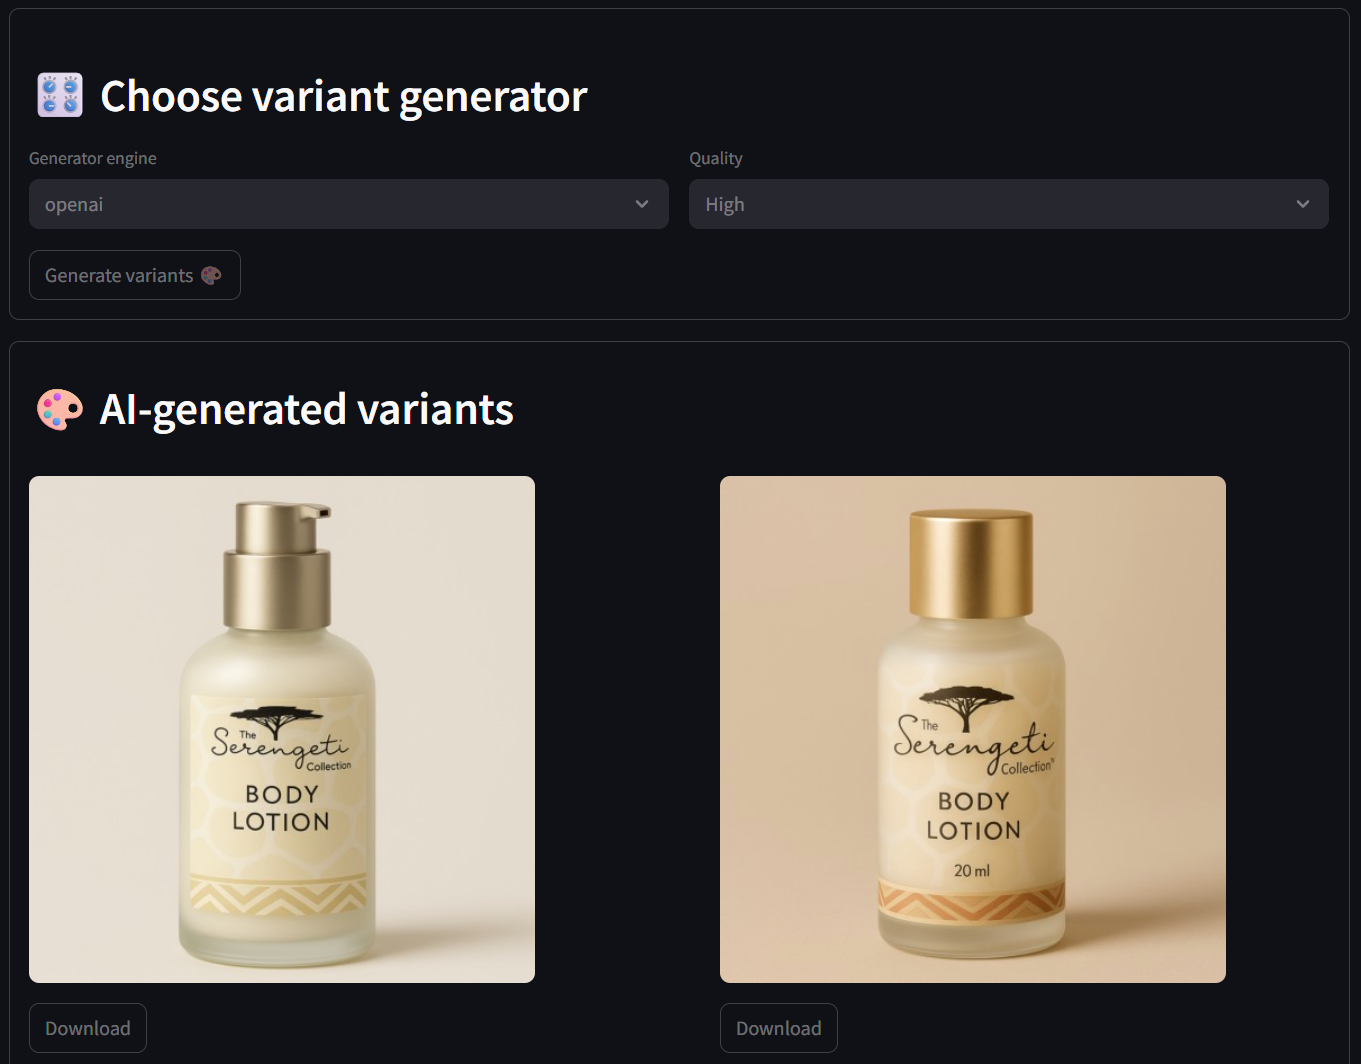 Choose variant generator
Generator engine
Quality
openai
High
Generate variants
AI-generated variants
The
Serengeti
Collection
BODY
LOTION
The
Serengeti
Collection™
BODY
LOTION
20 ml
Download
Download